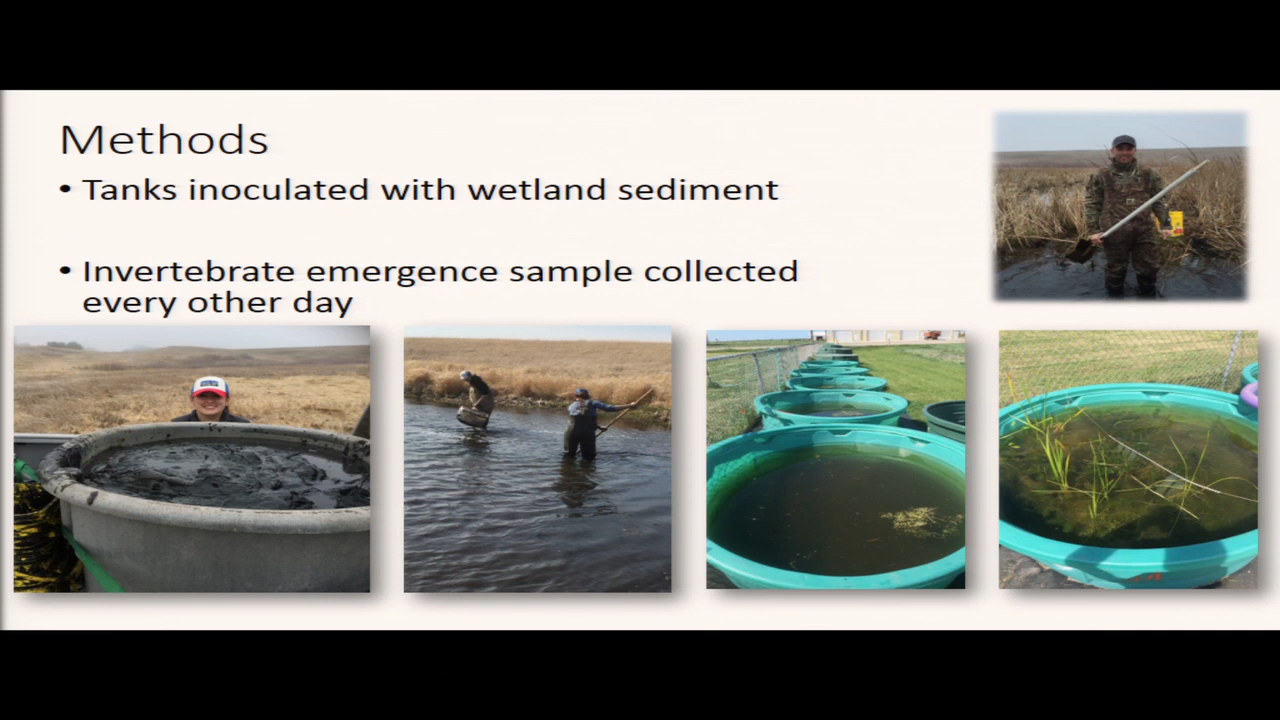 Methods
• Tanks inoculated with wetland sediment
• Invertebrate emergence sample collected
every other day